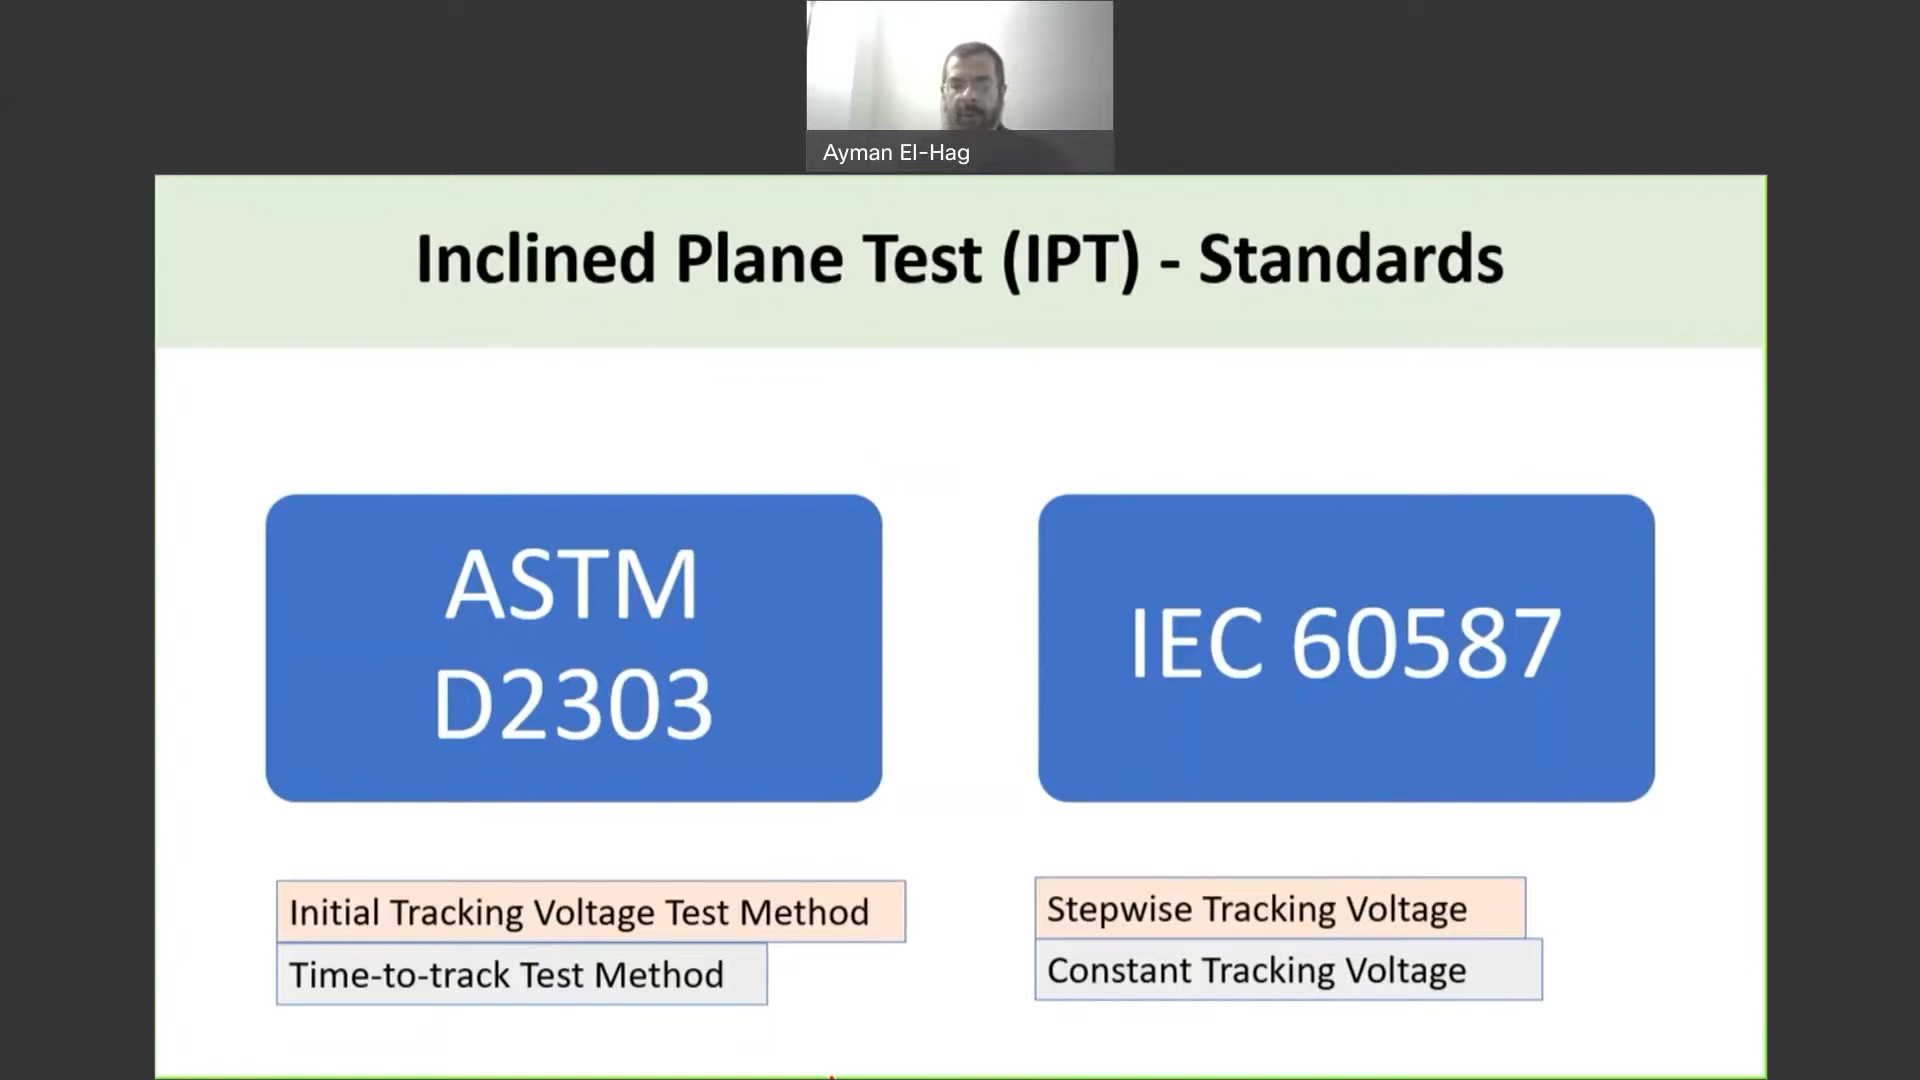 Ayman El-Hag
Inclined Plane Test (IPT) - Standards
ASTM
D2303
IEC 60587
Initial Tracking Voltage Test Method
Time-to-track Test Method
Stepwise Tracking Voltage
Constant Tracking Voltage